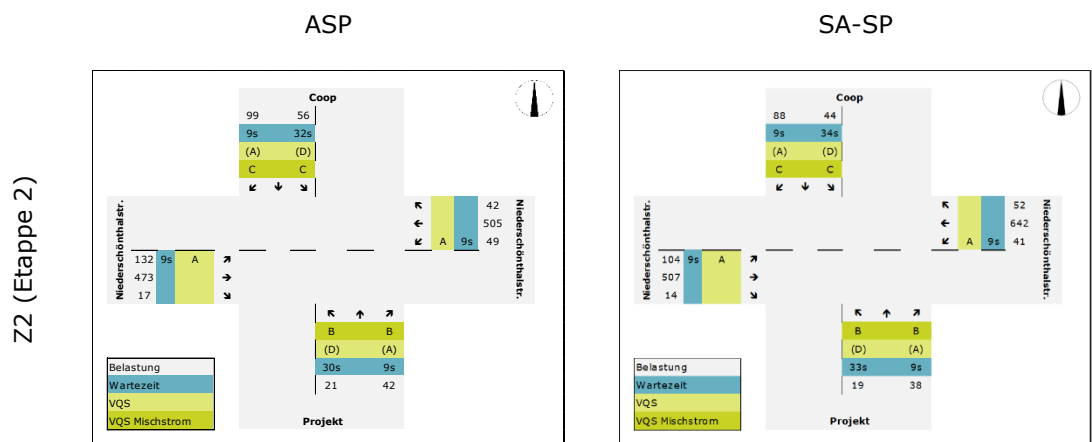 ASP
SA-SP
Z2 (Etappe 2)
Coop
99 56
9s 32s
(A) (D)
C C
Niederschönthalstr.
42
505
A 9s 49
Niederschönthalstr.
132 9s A
473
17
B B
(D) (A)
30s 9s
21 42
Projekt
Belastung
Wartezeit
VQS
VQS Mischstrom
Coop
88 44
9s 34s
(A) (D)
C C
Niederschönthalstr.
52
642
A 9s 41
Niederschönthalstr.
104 9s A
507
14
B B
(D) (A)
33s 9s
19 38
Projekt
Belastung
Wartezeit
VQS
VQS Mischstrom